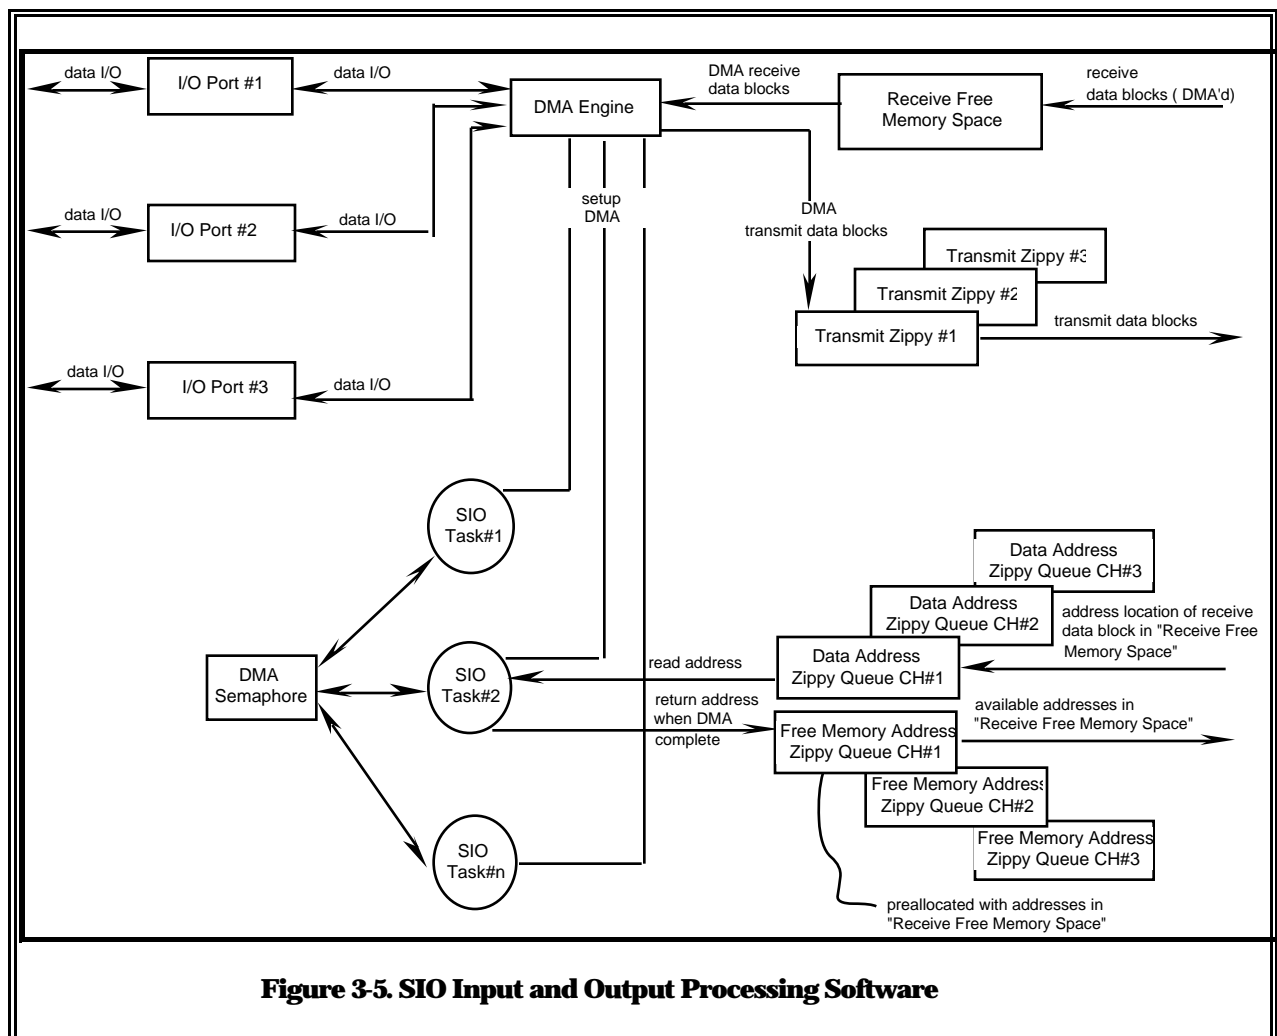 data I/O
I/O Port #1
data I/O
DMA Engine
DMA receive
data blocks
Receive Free
Memory Space
receive
data blocks ( DMA'd)
data I/O
I/O Port #2
data I/O
setup
DMA
DMA
transmit data blocks
Transmit Zippy #3
Transmit Zippy #2
Transmit Zippy #1
transmit data blocks
data I/O
I/O Port #3
data I/O
SIO
Task#1
Data Address
Zippy Queue CH#3
Data Address
Zippy Queue CH#2
Data Address
Zippy Queue CH#1
address location of receive
data block in "Receive Free
Memory Space"
DMA
Semaphore
SIO
Task#2
read address
return address
when DMA
complete
Free Memory Address
Zippy Queue CH#1
available addresses in
"Receive Free Memory Space"
Free Memory Address
Zippy Queue CH#2
Free Memory Address
Zippy Queue CH#3
SIO
Task#n
preallocated with addresses in
"Receive Free Memory Space"
Figure 3-5. SIO Input and Output Processing Software